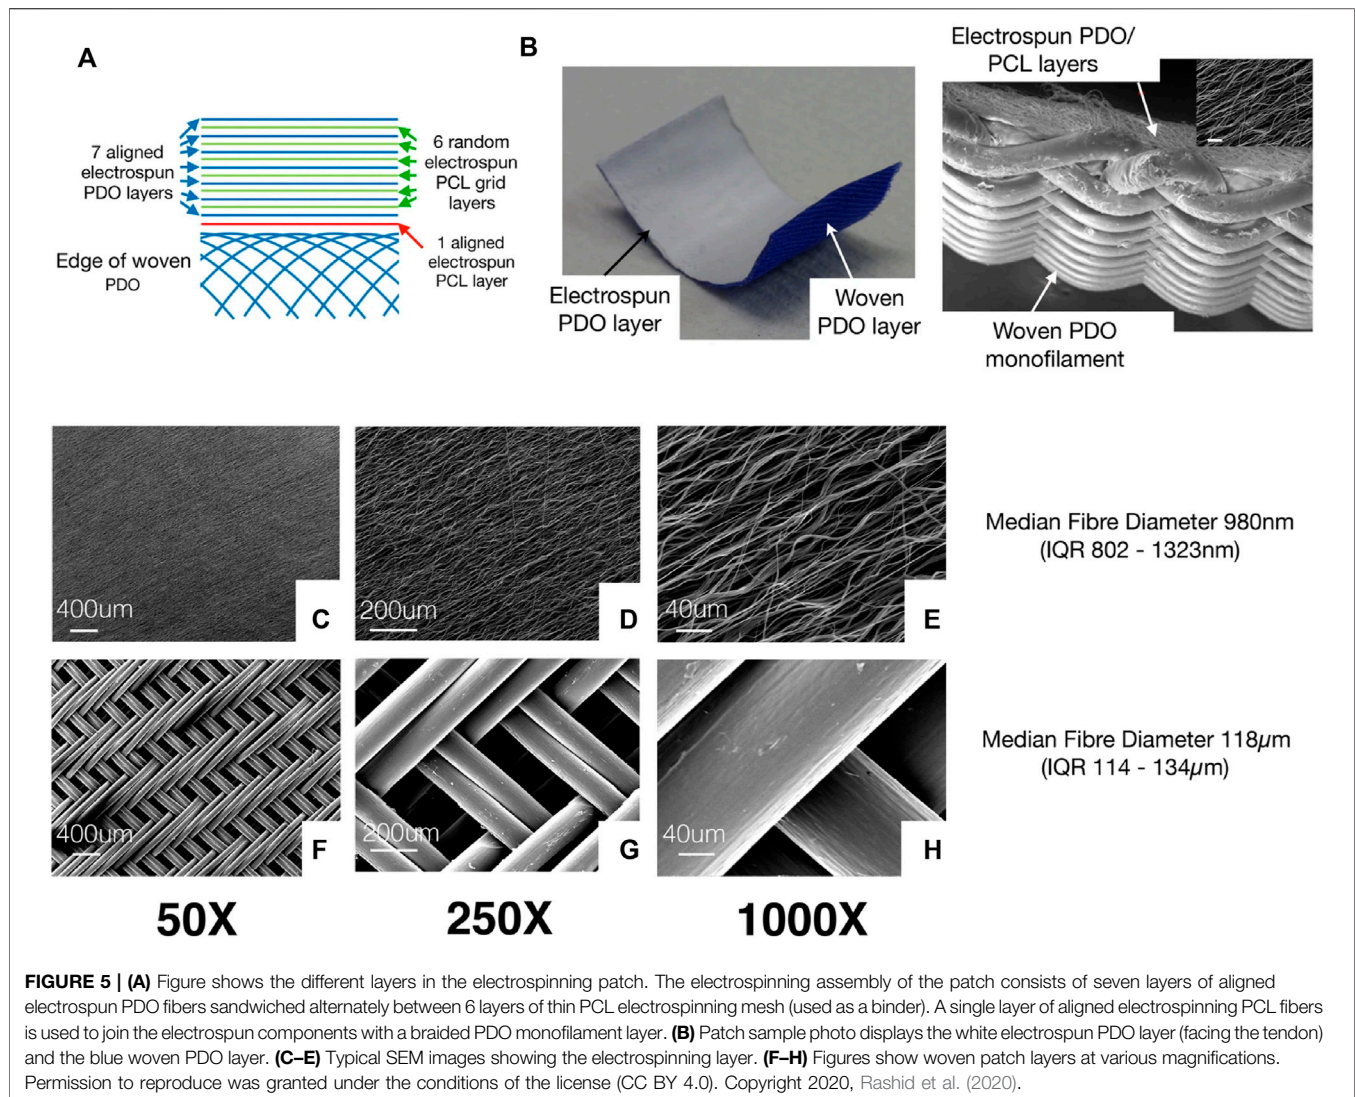 A
7 aligned
electrospun
PDO layers
6 random
electrospun
PCL grid
layers
1 aligned
electrospun
PCL layer
Edge of woven
PDO
B
Electrospun
PDO layer
Woven
PDO layer
Electrospun PDO/
PCL layers
Woven PDO
monofilament
400um
C
200um
D
40um
E
Median Fibre Diameter 980nm
(IQR 802 - 1323nm)
400um
F
200um
G
40um
H
Median Fibre Diameter 118µm
(IQR 114 - 134µm)
50X
250X
1000X
FIGURE 5 | (A) Figure shows the different layers in the electrospinning patch. The electrospinning assembly of the patch consists of seven layers of aligned
electrospun PDO fibers sandwiched alternately between 6 layers of thin PCL electrospinning mesh (used as a binder). A single layer of aligned electrospinning PCL fibers
is used to join the electrospun components with a braided PDO monofilament layer. (B) Patch sample photo displays the white electrospun PDO layer (facing the tendon)
and the blue woven PDO layer. (C–E) Typical SEM images showing the electrospinning layer. (F–H) Figures show woven patch layers at various magnifications.
Permission to reproduce was granted under the conditions of the license (CC BY 4.0). Copyright 2020, Rashid et al. (2020).